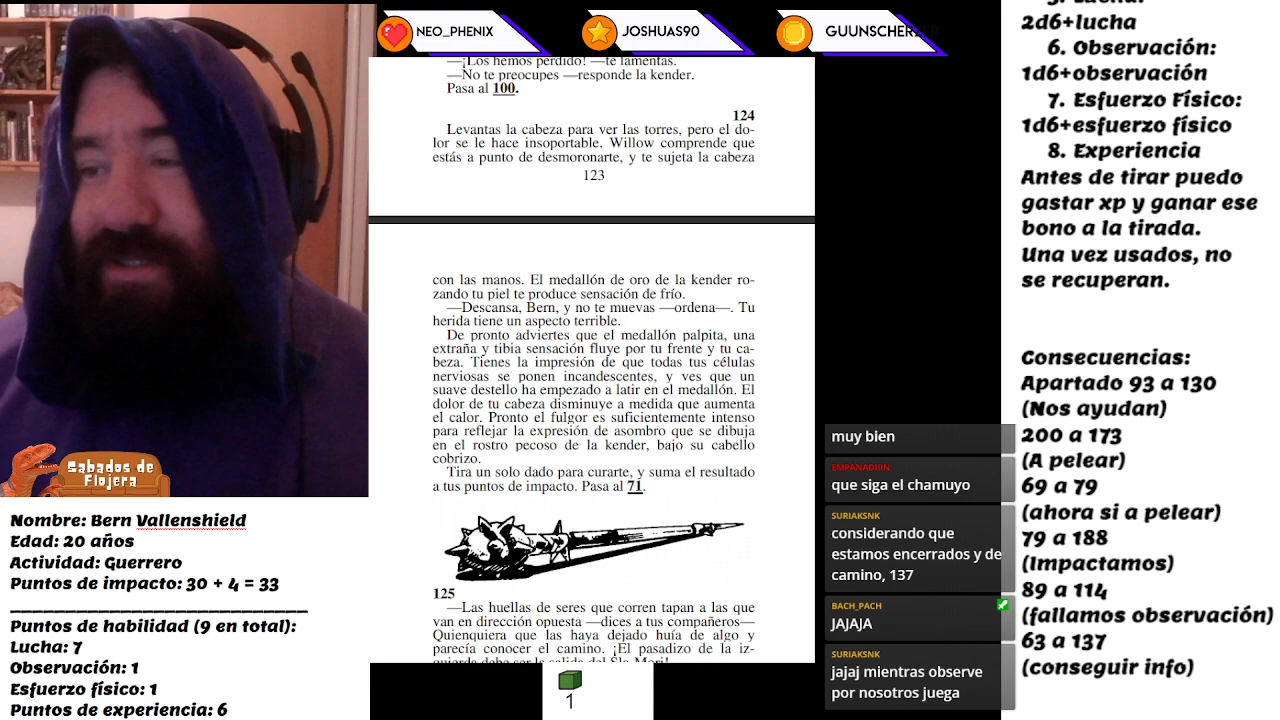 NEO_PHENIX
JOSHUAS90
GUUNSCHER
—¡Los hemos perdido! —te lamentas.
—No te preocupes —responde la kender.
Pasa al 100.
124
Levantas la cabeza para ver las torres, pero el do-
lor se le hace insoportable. Willow comprende que
estás a punto de desmoronarte, y te sujeta la cabeza
123
con las manos. El medallón de oro de la kender ro-
zando tu piel te produce sensación de frío.
—Descansa, Bern, y no te muevas —ordena—. Tu
herida tiene un aspecto terrible.
De pronto adviertes que el medallón palpita, una
extraña y tibia sensación fluye por tu frente y tu ca-
beza. Tienes la impresión de que todas tus células
nerviosas se ponen incandescentes, y ves que un
suave destello ha empezado a latir en el medallón. El
dolor de tu cabeza disminuye a medida que aumenta
el calor. Pronto el fulgor es suficientemente intenso
para reflejar la expresión de asombro que se dibuja
en el rostro pecoso de la kender, bajo su cabello
cobrizo.
Tira un solo dado para curarte, y suma el resultado
a tus puntos de impacto. Pasa al 71.
125
—Las huellas de seres que corren tapan a las que
van en dirección opuesta —dices a tus compañeros—
Quienquiera que las haya dejado huía de algo y
parecía conocer el camino. ¡El pasadizo de la iz-
quierda debe ser la salida del Sla-Mori!
1
Sabados de
Flojera
Nombre: Bern Vallenshield
Edad: 20 años
Actividad: Guerrero
Puntos de impacto: 30 + 4 = 33
Puntos de habilidad (9 en total):
Lucha: 7
Observación: 1
Esfuerzo físico: 1
Puntos de experiencia: 6
muy bien
EMPANADIIIN:
que siga el chamuyo
SURIAKSNK
considerando que
estamos encerrados y de
camino, 137
BACH_PACH
JAJAJA
SURIAKSNK
jajaj mientras observe
por nosotros juega
5. Lucha:
2d6+lucha
6. Observación:
1d6+observación
7. Esfuerzo Físico:
1d6+esfuerzo físico
8. Experiencia
Antes de tirar puedo
gastar xp y ganar ese
bono a la tirada.
Una vez usados, no
se recuperan.
Consecuencias:
Apartado 93 a 130
(Nos ayudan)
200 a 173
(A pelear)
69 a 79
(ahora si a pelear)
79 a 188
(Impactamos)
89 a 114
(fallamos observación)
63 a 137
(conseguir info)